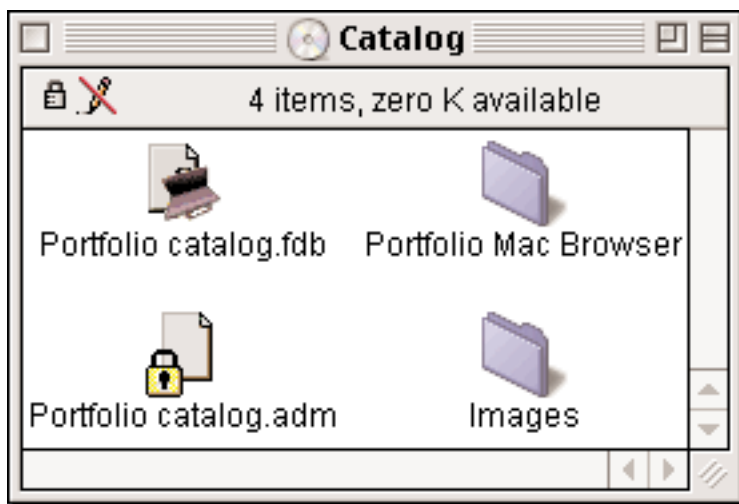 Catalog
4 items, zero K available
Portfolio catalog.fdb
Portfolio Mac Browser
Portfolio catalog.adm
Images